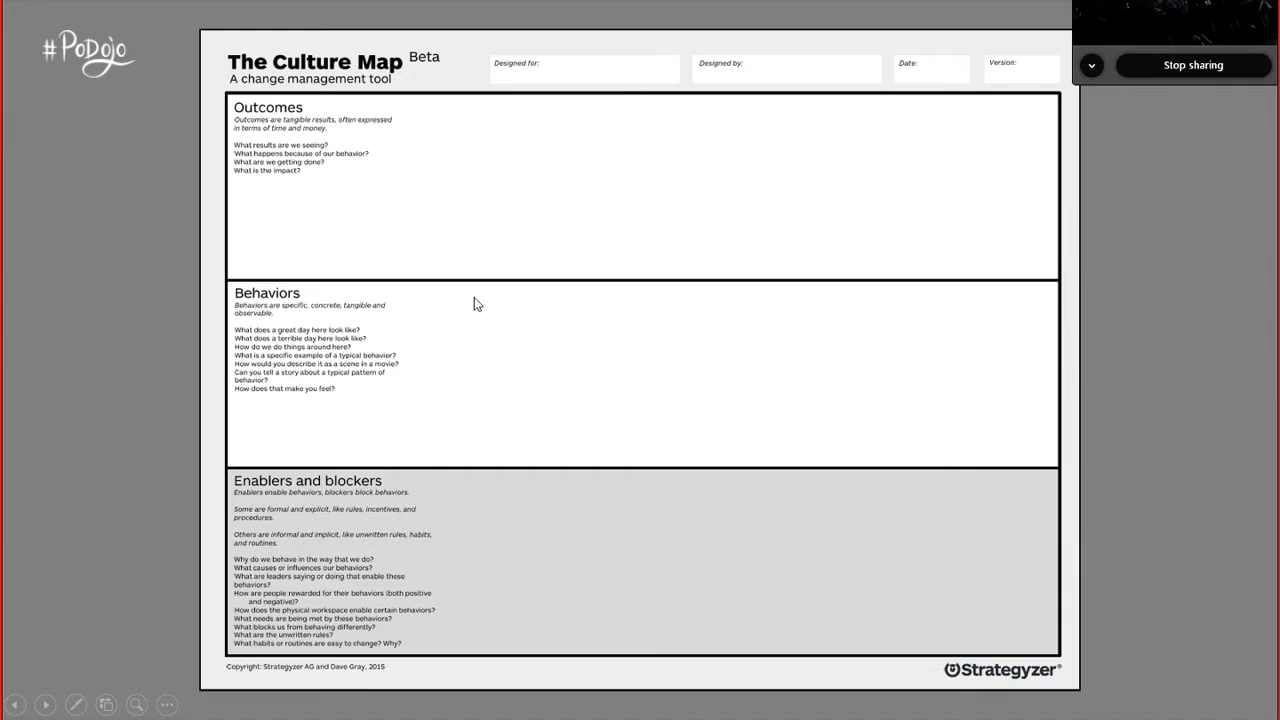 #PoDojo
Stop sharing
The Culture Map Beta
A change management tool
Designed for:
Designed by:
Date:
Version:
Outcomes
Outcomes are tangible results, often expressed
in terms of time and money.
What results are we seeing?
What happens because of our behavior?
What are we getting done?
What is the impact?
Behaviors
Behaviors are specific, concrete, tangible and
observable.
What does a great day here look like?
What does a terrible day here look like?
How do we do things around here?
What is a specific example of a typical behavior?
How would you describe it as a scene in a movie?
Can you tell a story about a typical pattern of
behavior?
How does that make you feel?
Enablers and blockers
Enablers enable behaviors, blockers block behaviors.
Some are formal and explicit, like rules, incentives, and
procedures.
Others are informal and implicit, like unwritten rules, habits,
and routines.
Why do we behave in the way that we do?
What causes or influences our behaviors?
What are leaders saying or doing that enable these
behaviors?
How are people rewarded for their behaviors (both positive
and negative)?
How does the physical workspace enable certain behaviors?
What needs are being met by these behaviors?
What blocks us from behaving differently?
What are the unwritten rules?
What habits or routines are easy to change? Why?
Copyright: Strategyzer AG and Dave Gray, 2015
Strategyzer®